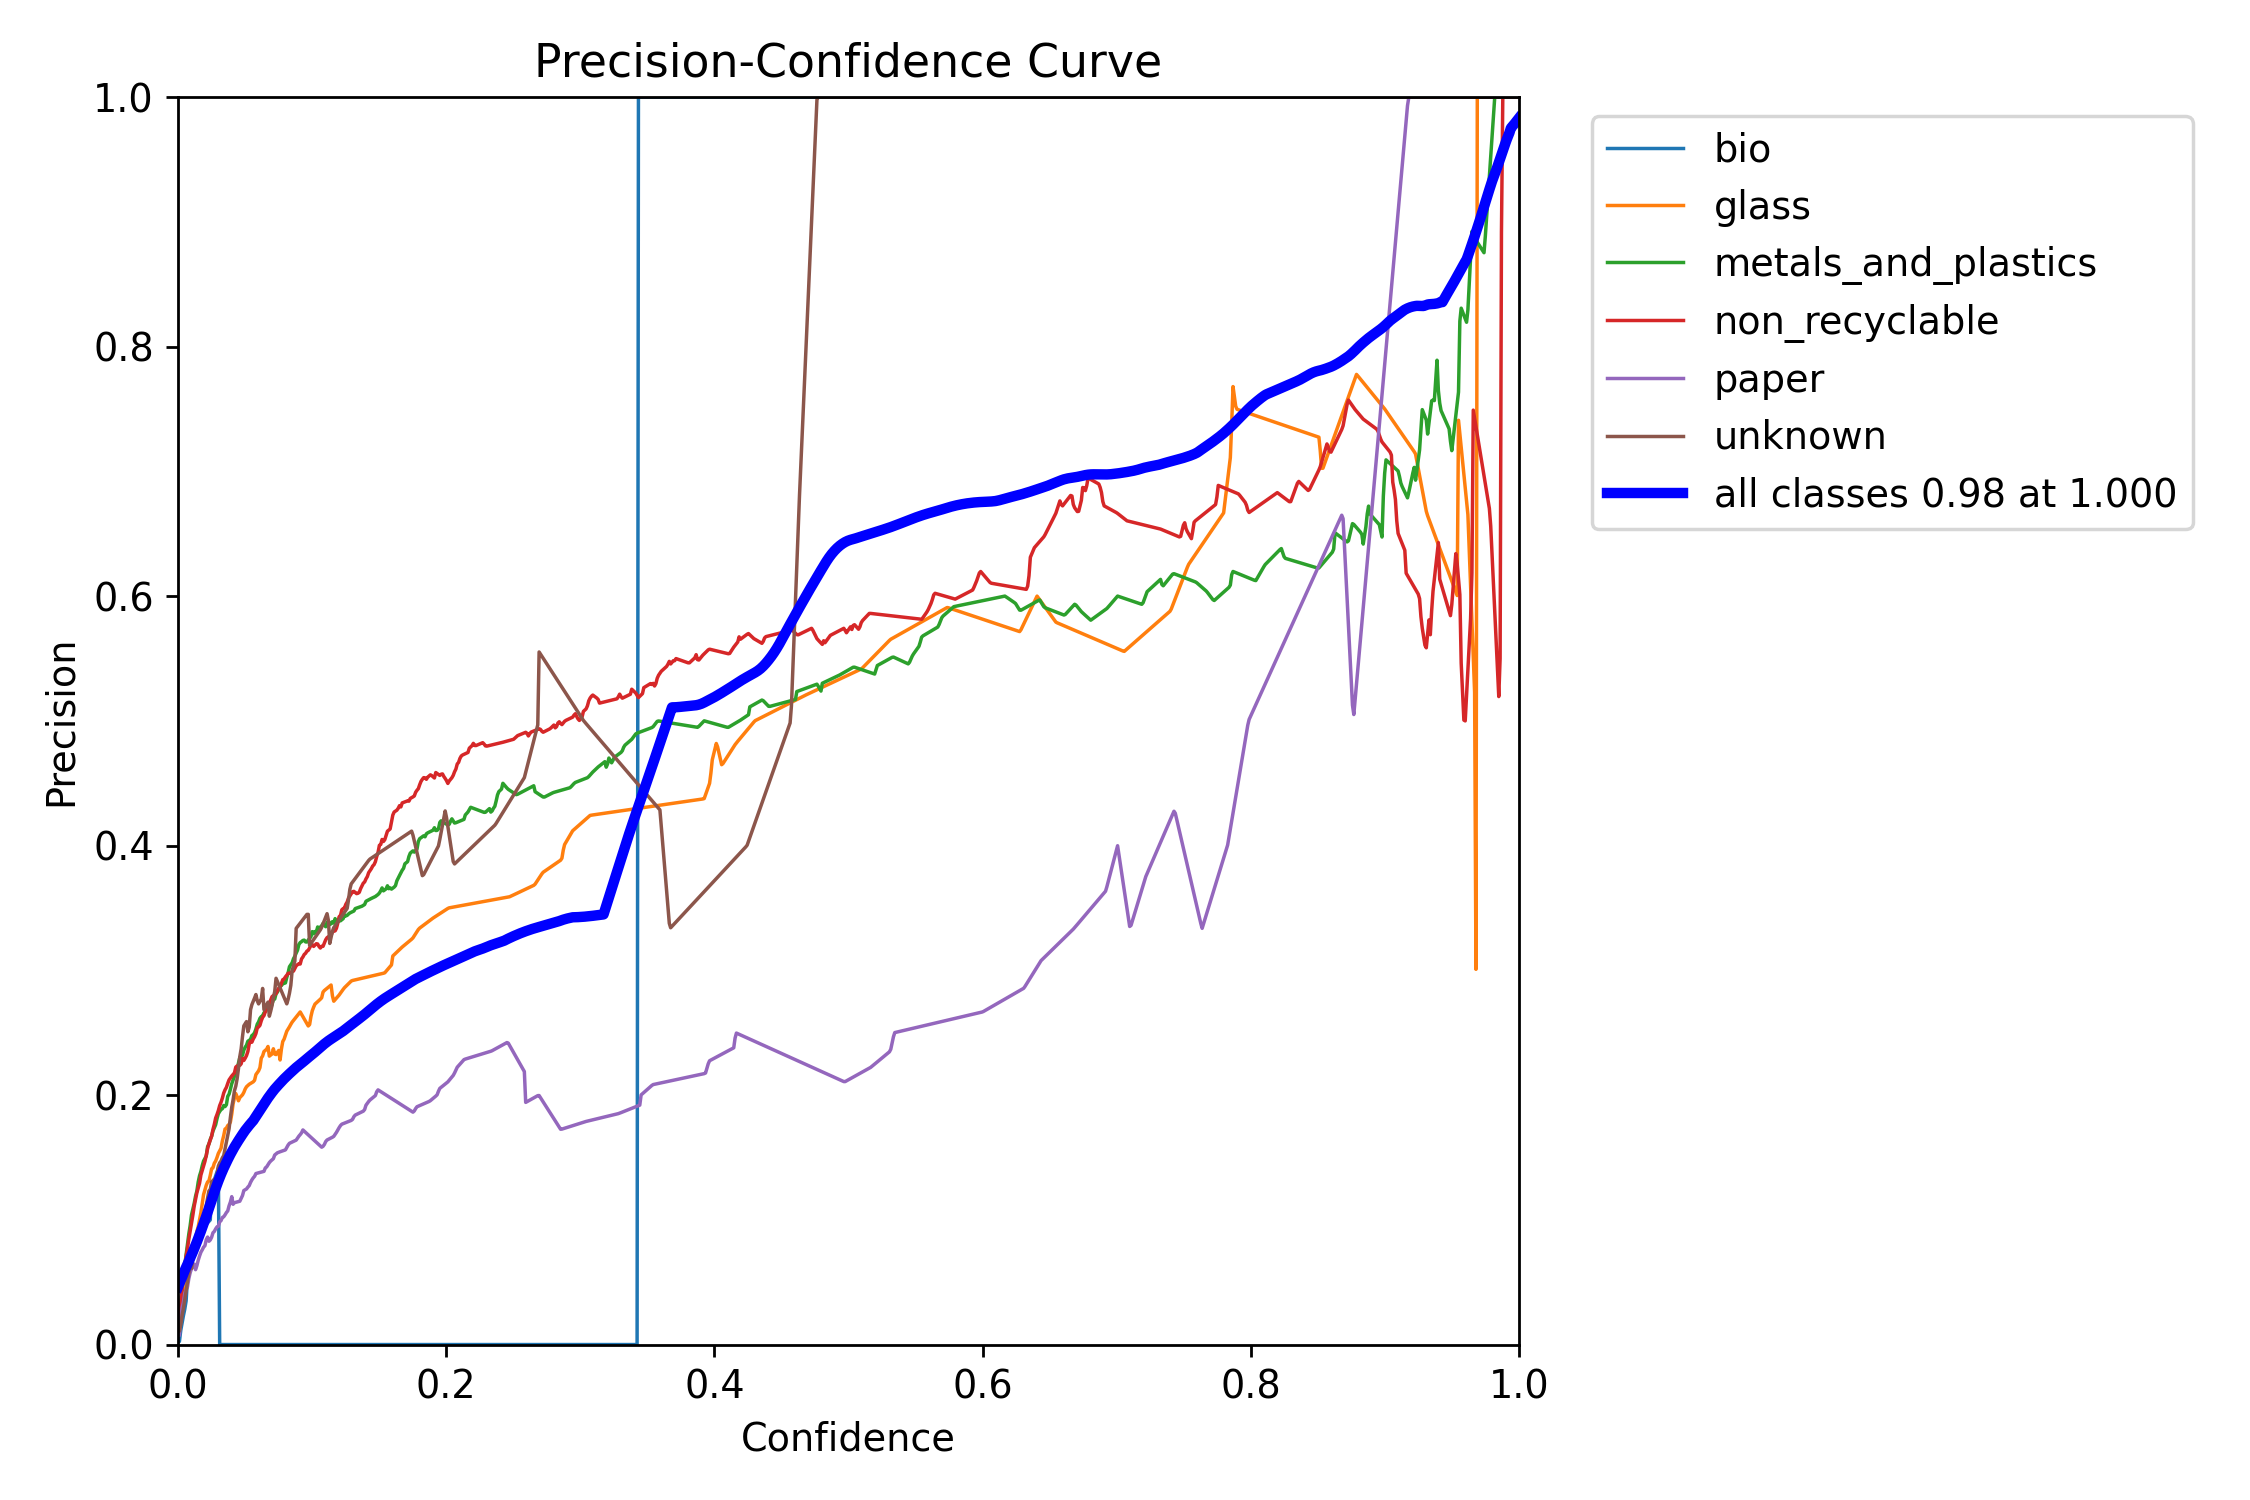 Precision-Confidence Curve
1.0
0.8
0.6
0.4
0.2
0.0
Precision
0.0 0.2 0.4 0.6 0.8 1.0
Confidence
bio
glass
metals_and_plastics
non_recyclable
paper
unknown
all classes 0.98 at 1.000